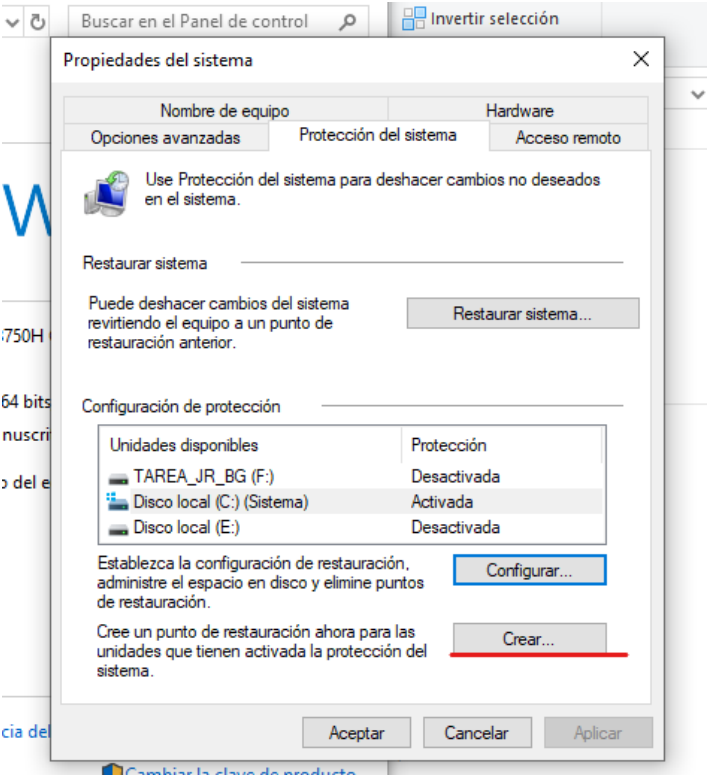 Buscar en el Panel de control
Invertir selección
Propiedades del sistema
Nombre de equipo
Hardware
Opciones avanzadas
Protección del sistema
Acceso remoto
Use Protección del sistema para deshacer cambios no deseados
en el sistema.
W
Restaurar sistema
Puede deshacer cambios del sistema
revirtiendo el equipo a un punto de
restauración anterior.
Restaurar sistema...
750H
64 bits
Configuración de protección
nuscri
Unidades disponibles
Protección
TAREA_JR_BG (F:)
Desactivada
o del e
Disco local (C:) (Sistema)
Activada
Disco local (E:)
Desactivada
Establezca la configuración de restauración,
administre el espacio en disco y elimine puntos
de restauración.
Configurar...
Cree un punto de restauración ahora para las
unidades que tienen activada la protección del
sistema.
Crear...
cia del
Aceptar
Cancelar
Aplicar
Cambiar la clave de producto